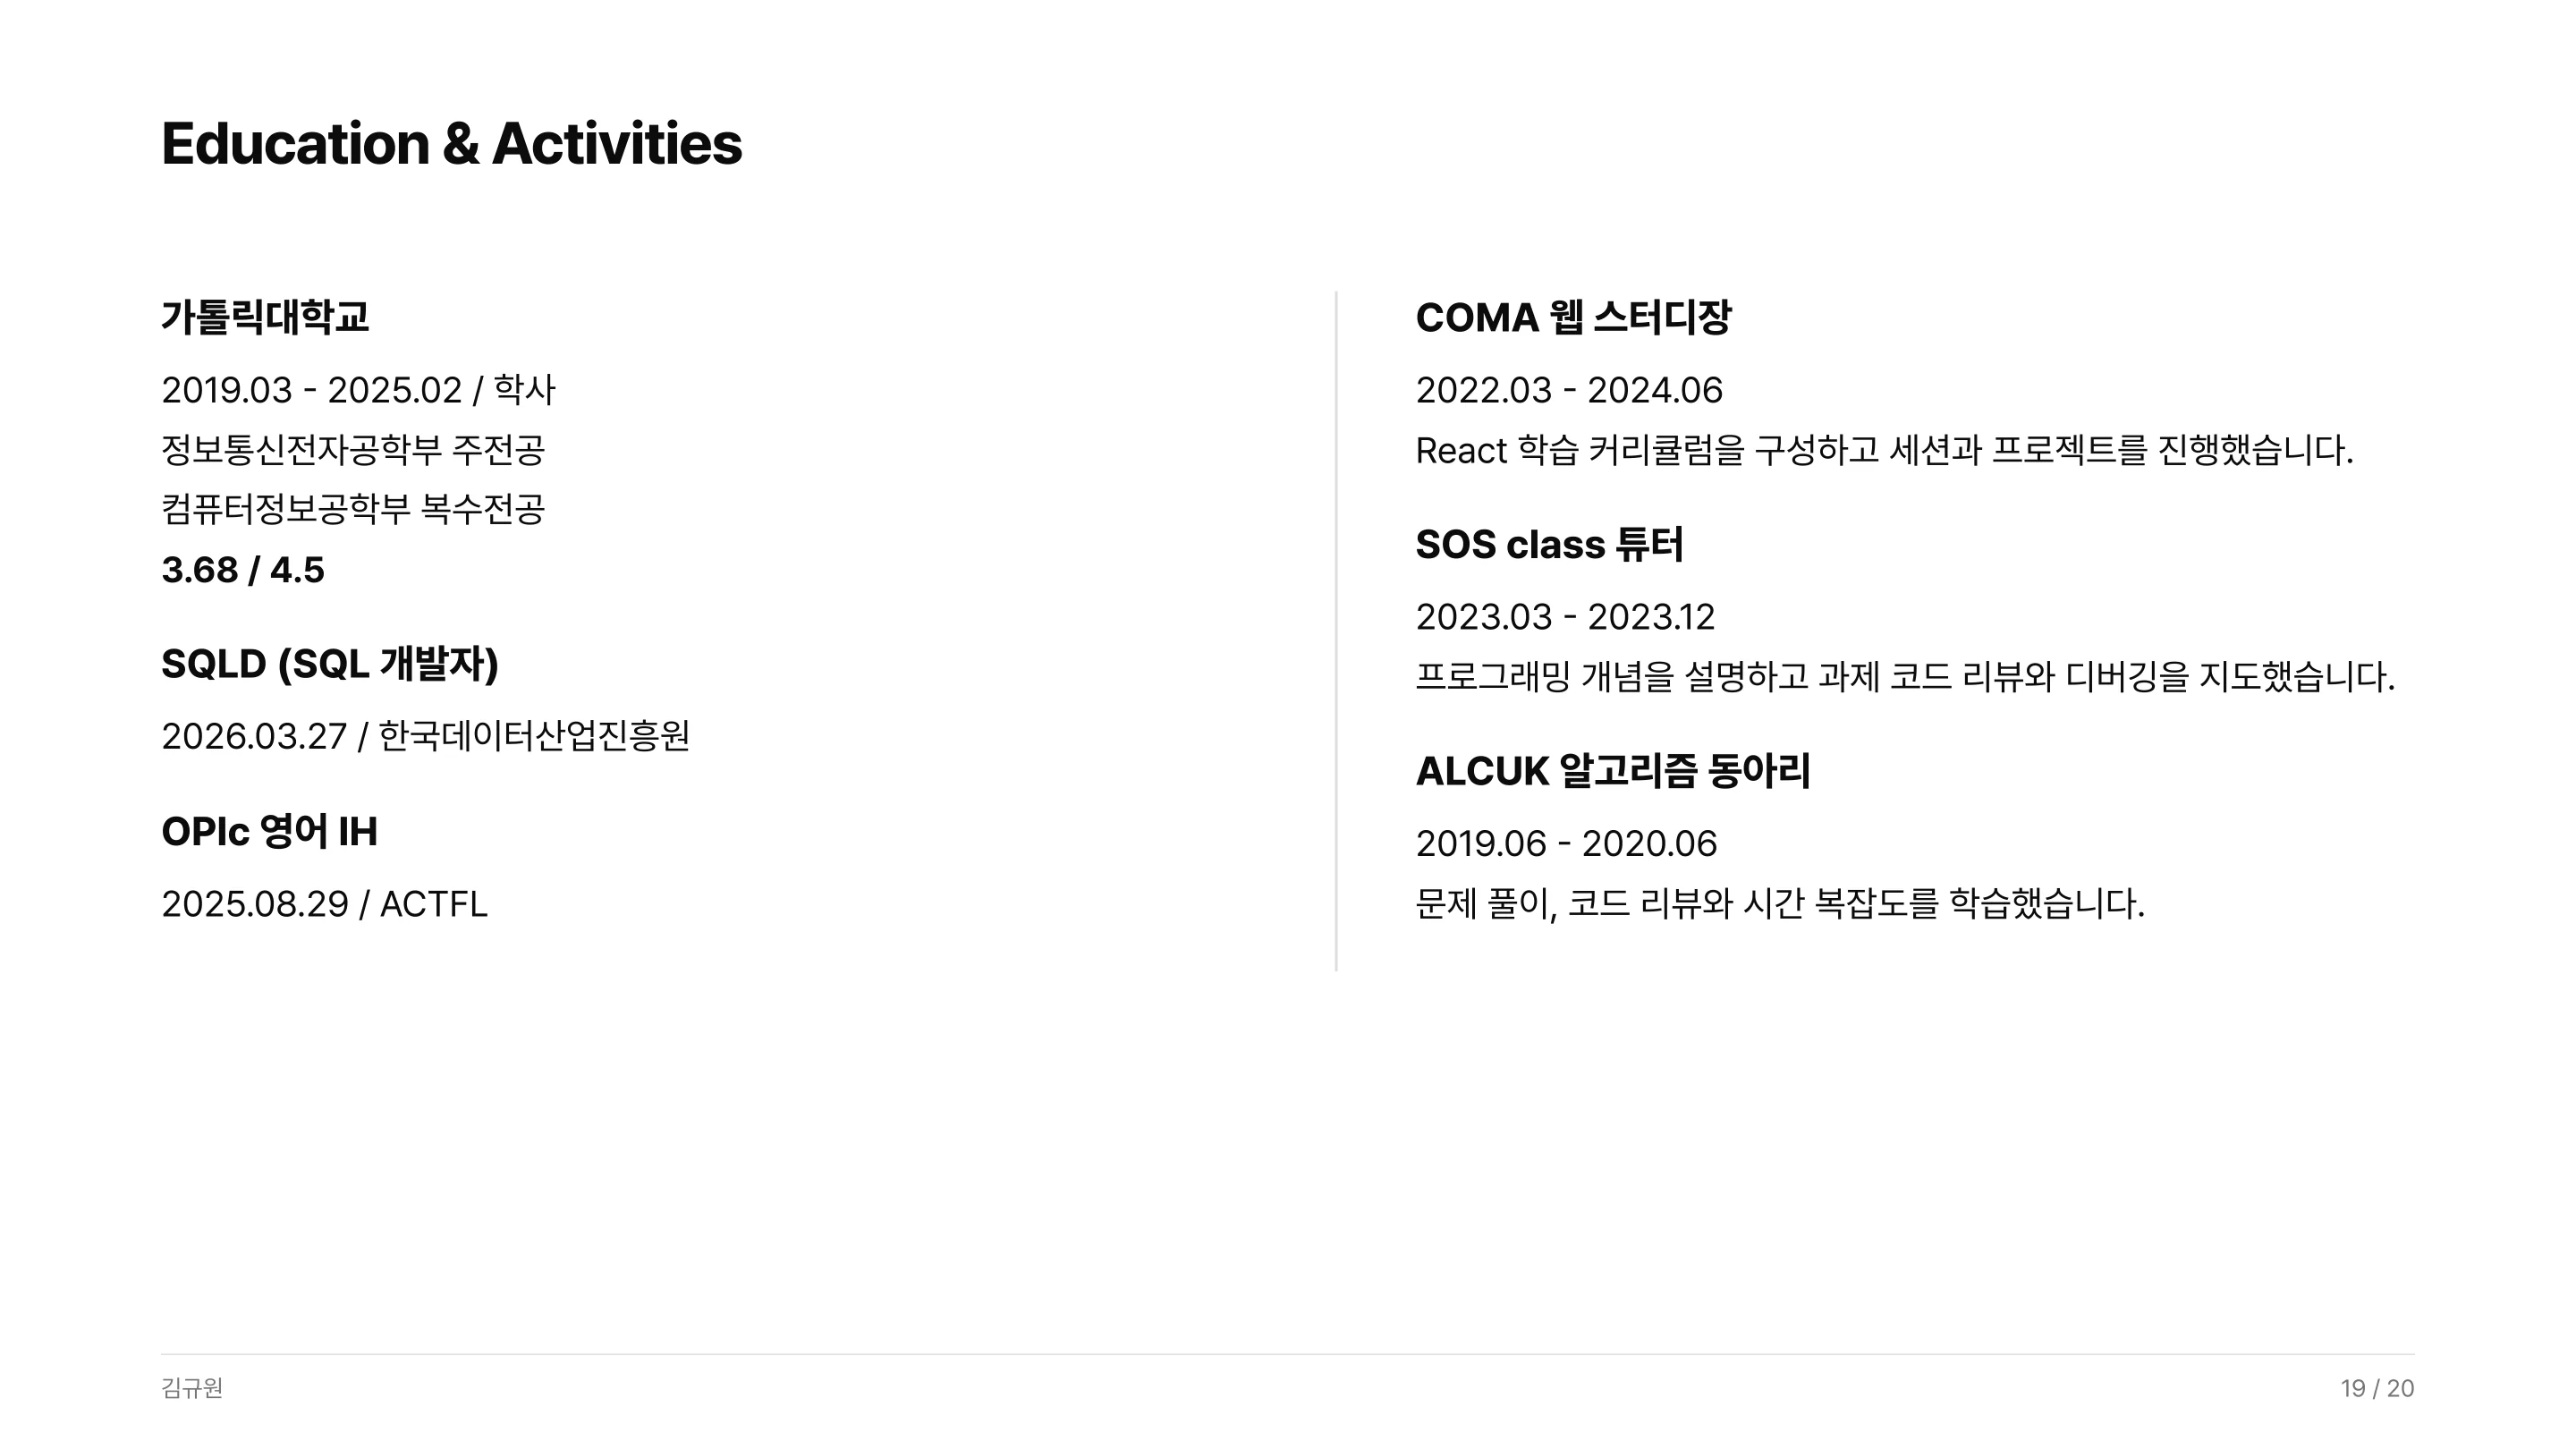 Education & Activities
가톨릭대학교
2019.03 - 2025.02 / 학사
정보통신전자공학부 주전공
컴퓨터정보공학부 복수전공
3.68 / 4.5
SQLD (SQL 개발자)
2026.03.27 / 한국데이터산업진흥원
OPIc 영어 IH
2025.08.29 / ACTFL
COMA 웹 스터디장
2022.03 - 2024.06
React 학습 커리큘럼을 구성하고 세션과 프로젝트를 진행했습니다.
SOS class 튜터
2023.03 - 2023.12
프로그래밍 개념을 설명하고 과제 코드 리뷰와 디버깅을 지도했습니다.
ALCUK 알고리즘 동아리
2019.06 - 2020.06
문제 풀이, 코드 리뷰와 시간 복잡도를 학습했습니다.
김규원
19 / 20